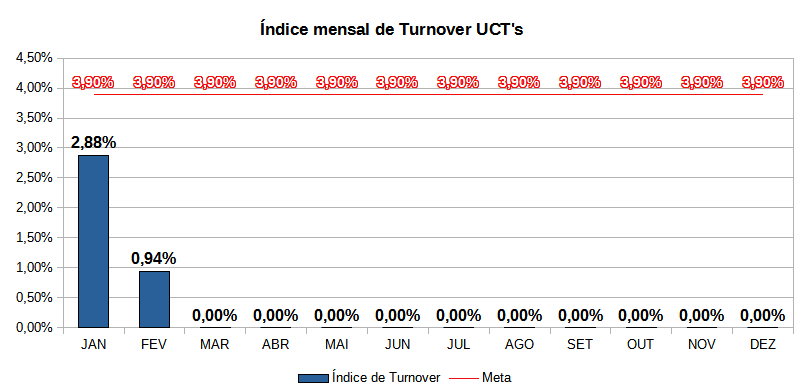 Índice mensal de Turnover UCT's
4,50%
4,00%
3,50%
3,00%
2,50%
2,00%
1,50%
1,00%
0,50%
0,00%
3,90% 3,90% 3,90% 3,90% 3,90% 3,90% 3,90% 3,90% 3,90% 3,90% 3,90% 3,90%
2,88%
0,94%
0,00% 0,00% 0,00% 0,00% 0,00% 0,00% 0,00% 0,00% 0,00% 0,00%
JAN FEV MAR ABR MAI JUN JUL AGO SET OUT NOV DEZ
Índice de Turnover Meta